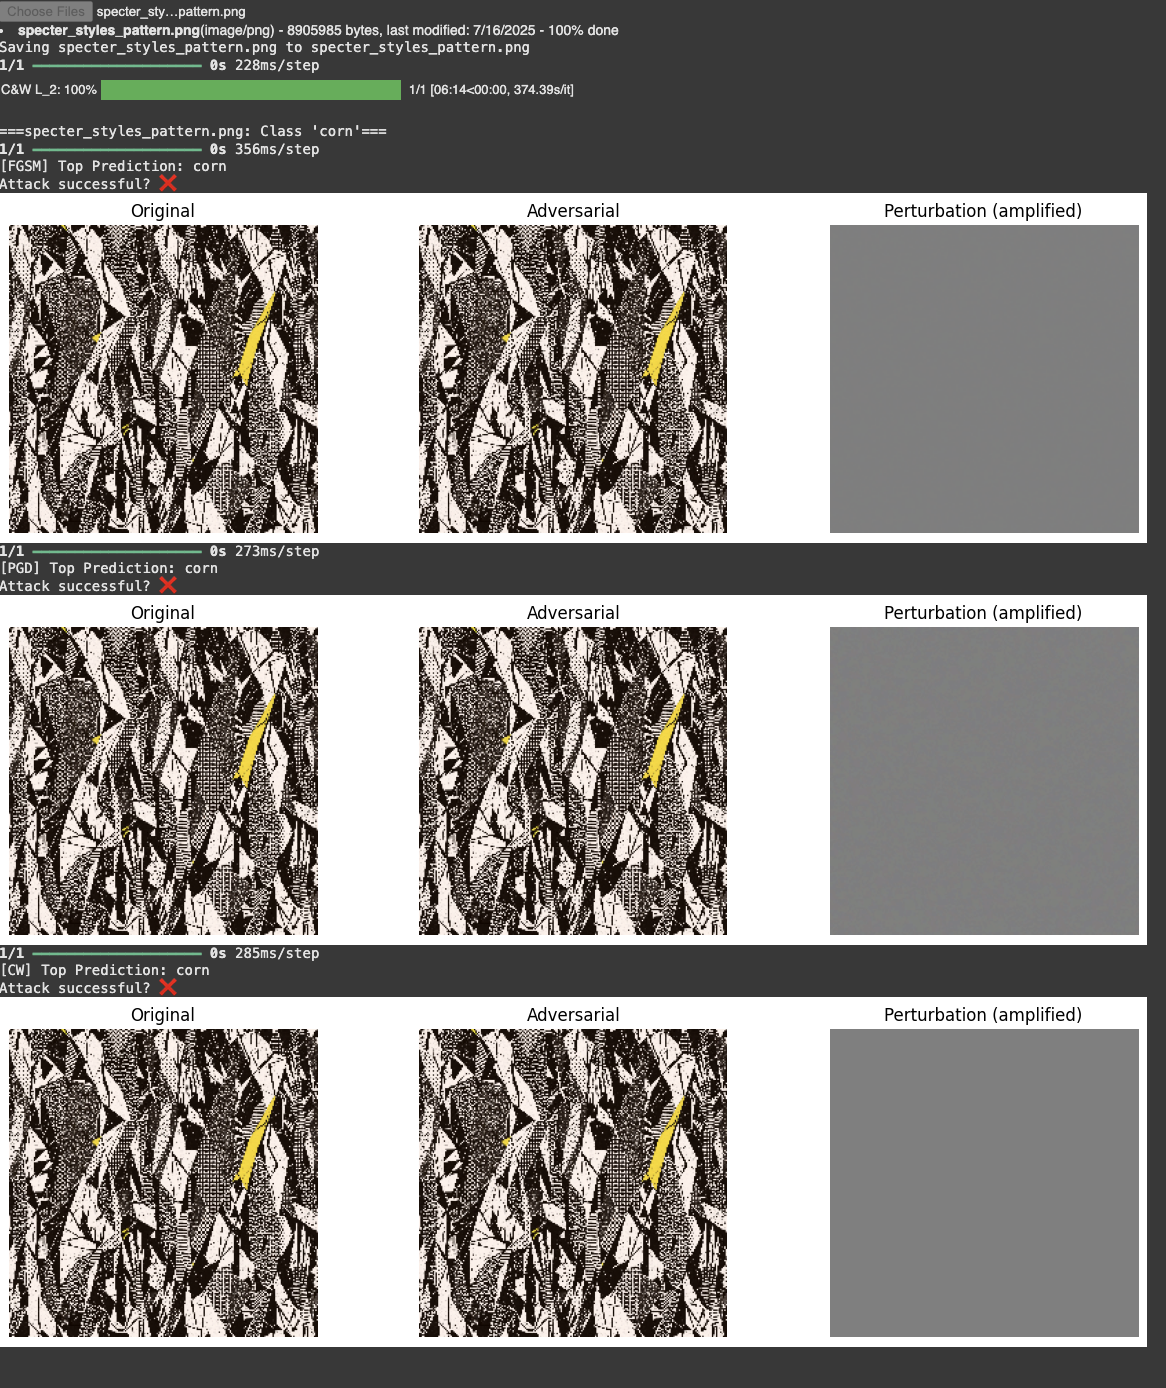 Choose Files specter_sty...pattern.png
• specter_styles_pattern.png(image/png) - 8905985 bytes, last modified: 7/16/2025 - 100% done
Saving specter_styles_pattern.png to specter_styles_pattern.png
1/1 ━━━━━━━━━━━━━━━━━━━━ 0s 228ms/step
C&W L_2: 100% 1/1 [06:14<00:00, 374.39s/it]
===specter_styles_pattern.png: Class 'corn'===
1/1 ━━━━━━━━━━━━━━━━━━━━ 0s 356ms/step
[FGSM] Top Prediction: corn
Attack successful? ❌
Original Adversarial Perturbation (amplified)
1/1 ━━━━━━━━━━━━━━━━━━━━ 0s 273ms/step
[PGD] Top Prediction: corn
Attack successful? ❌
Original Adversarial Perturbation (amplified)
1/1 ━━━━━━━━━━━━━━━━━━━━ 0s 285ms/step
[CW] Top Prediction: corn
Attack successful? ❌
Original Adversarial Perturbation (amplified)